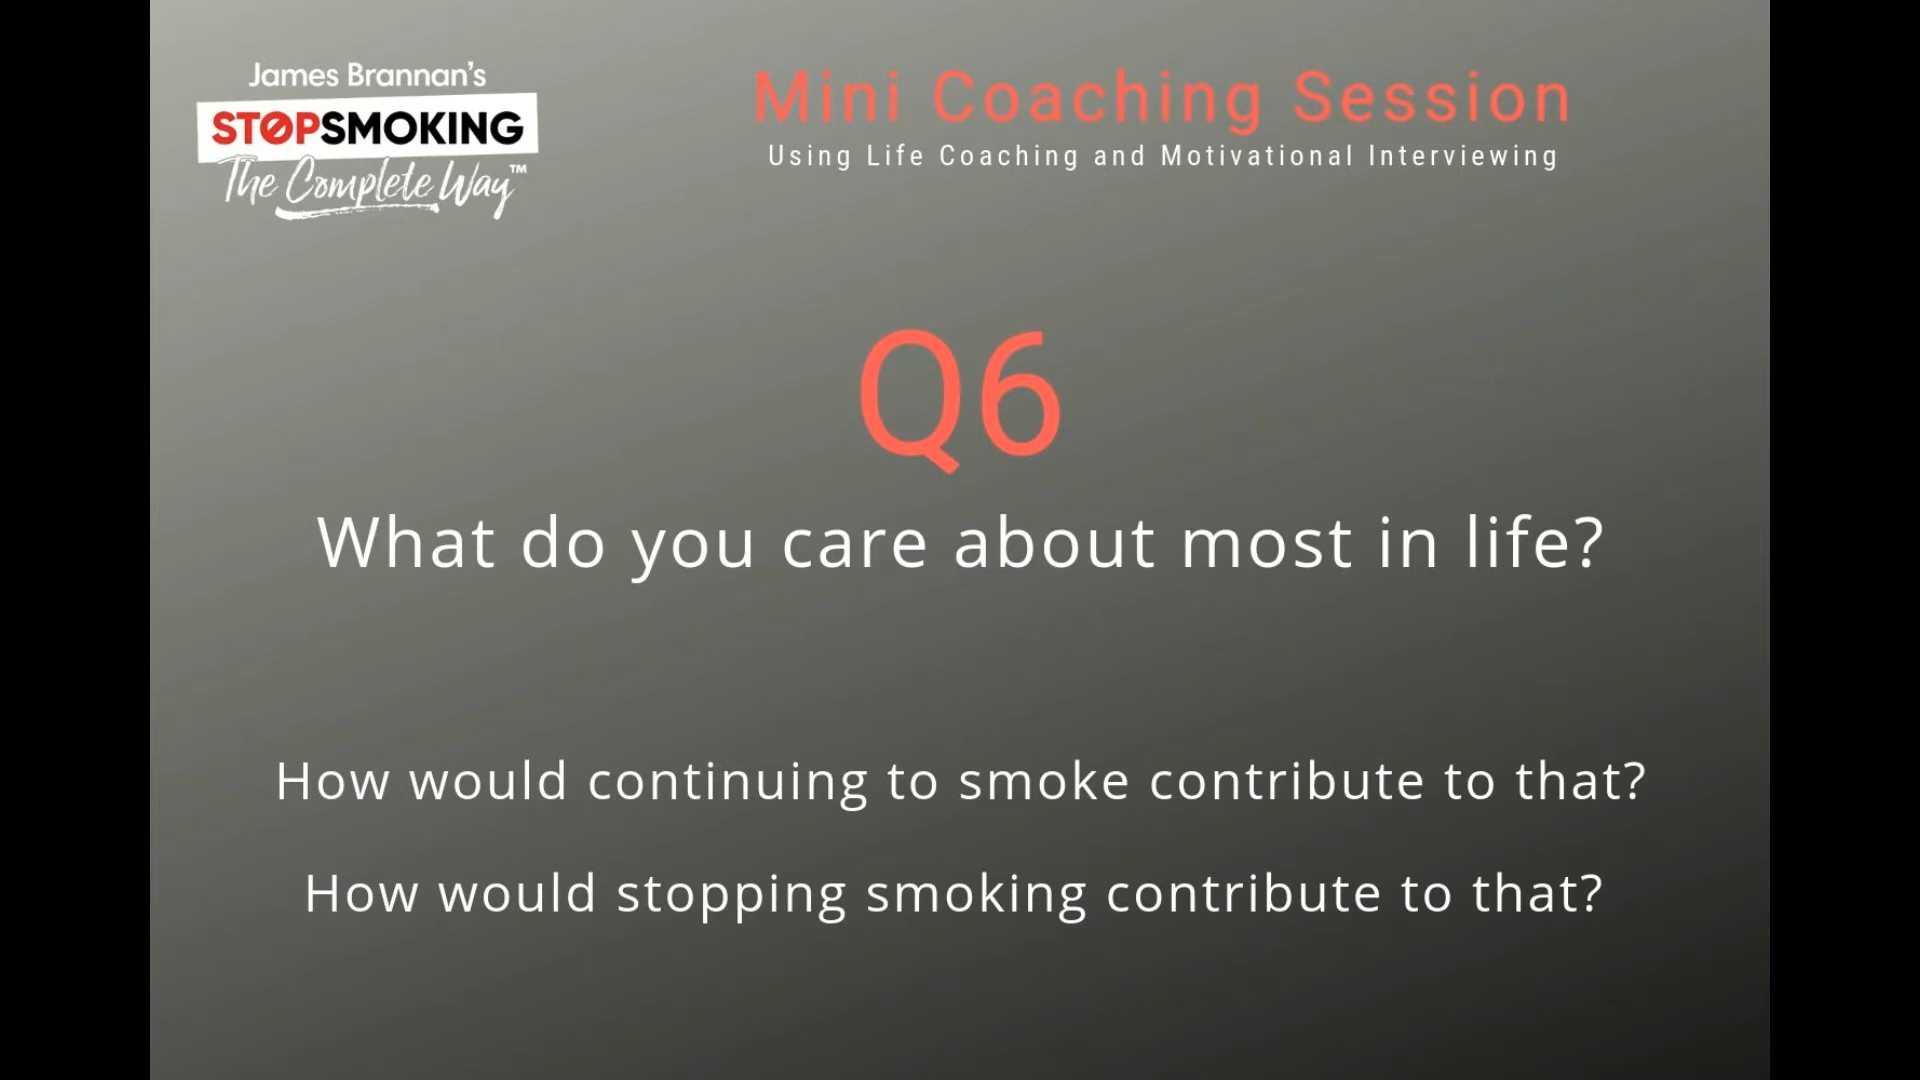 James Brannan's
STOPSMOKING
The Complete Way™
Mini Coaching Session
Using Life Coaching and Motivational Interviewing
Q6
What do you care about most in life?
How would continuing to smoke contribute to that?
How would stopping smoking contribute to that?